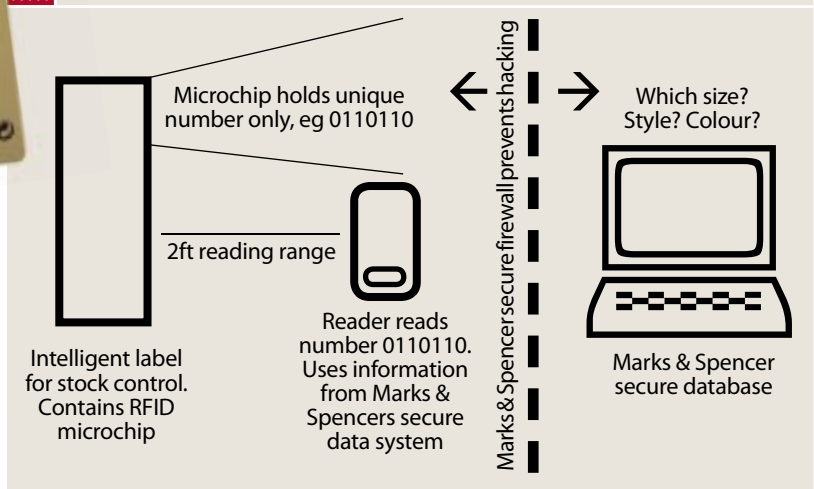 Microchip holds unique
number only, eg 0110110
2ft reading range
Intelligent label
for stock control.
Contains RFID
microchip
Reader reads
number 0110110.
Uses information
from Marks &
Spencers secure
data system
Marks & Spencer secure firewall prevents hacking
Which size?
Style? Colour?
Marks & Spencer
secure database